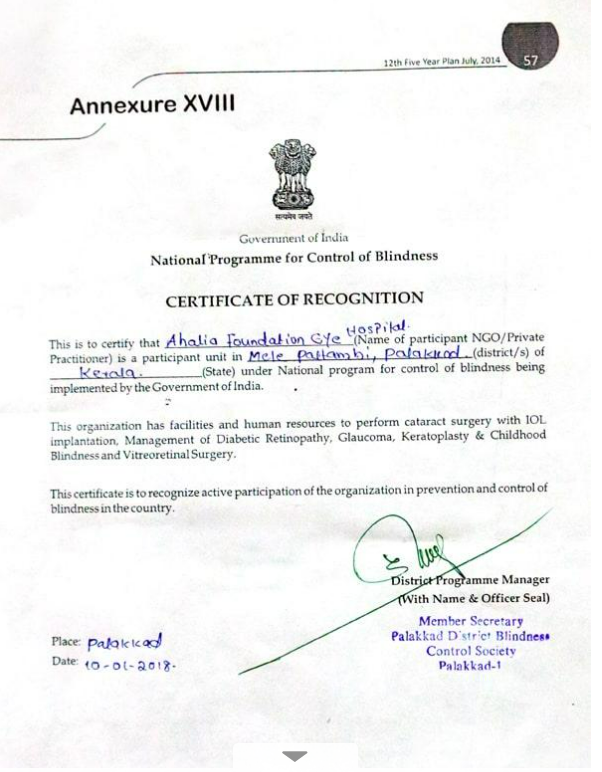 12th Five Year Plan July, 2014
57
Annexure XVIII
सत्यमेव जयते
Government of India
National Programme for Control of Blindness
CERTIFICATE OF RECOGNITION
This is to certify that Ahalia Foundation Eye Hospital. (Name of participant NGO/Private
Practitioner) is a participant unit in Mele Pattambi, Palakkad (district/s) of
Kerala. (State) under National program for control of blindness being
implemented by the Government of India.
This organization has facilities and human resources to perform cataract surgery with IOL
implantation, Management of Diabetic Retinopathy, Glaucoma, Keratoplasty & Childhood
Blindness and Vitreoretinal Surgery.
This certificate is to recognize active participation of the organization in prevention and control of
blindness in the country.
District Programme Manager
(With Name & Officer Seal)
Member Secretary
Palakkad District Blindness
Control Society
Palakkad-1
Place: Palakkad
Date: 10-01-2018.